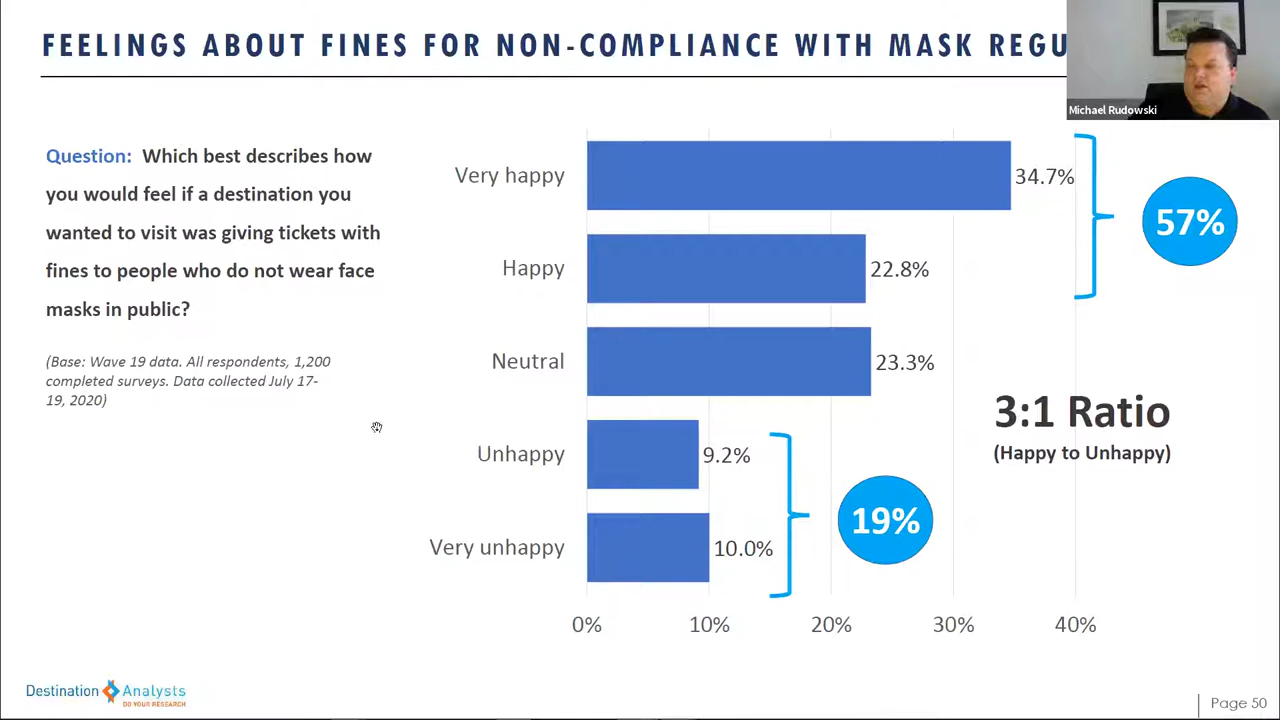 FEELINGS ABOUT FINES FOR NON-COMPLIANCE WITH MASK REGU
Michael Rudowski
Question: Which best describes how
you would feel if a destination you
wanted to visit was giving tickets with
fines to people who do not wear face
masks in public?
(Base: Wave 19 data. All respondents, 1,200
completed surveys. Data collected July 17-
19, 2020)
Very happy
34.7%
57%
Happy
22.8%
Neutral
23.3%
3:1 Ratio
(Happy to Unhappy)
Unhappy
9.2%
19%
Very unhappy
10.0%
0%
10%
20%
30%
40%
Destination Analysts
DO YOUR RESEARCH
Page 50